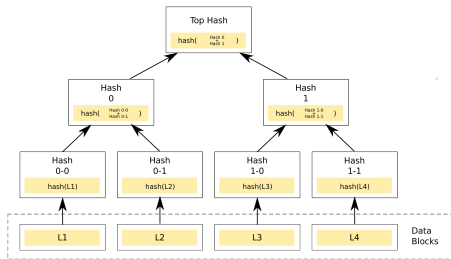 Top Hash
hash( Hash 0
+
Hash 1 )
Hash
0
hash( Hash 0-0
+
Hash 0-1 )
Hash
1
hash( Hash 1-0
+
Hash 1-1 )
Hash
0-0
hash(L1)
Hash
0-1
hash(L2)
Hash
1-0
hash(L3)
Hash
1-1
hash(L4)
L1
L2
L3
L4
Data
Blocks